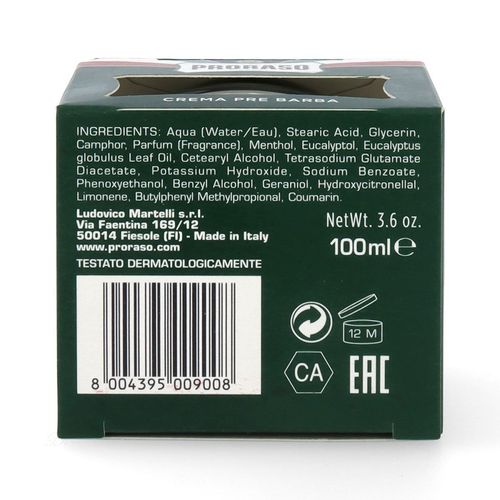 PRORASO
CREMA PRE BARBA
INGREDIENTS: Aqua (Water/Eau), Stearic Acid, Glycerin,
Camphor, Parfum (Fragrance), Menthol, Eucalyptol, Eucalyptus
globulus Leaf Oil, Cetearyl Alcohol, Tetrasodium Glutamate
Diacetate, Potassium Hydroxide, Sodium Benzoate,
Phenoxyethanol, Benzyl Alcohol, Geraniol, Hydroxycitronellal,
Limonene, Butylphenyl Methylpropional, Coumarin.
Ludovico Martelli s.r.l.
Via Faentina 169/12
50014 Fiesole (FI) - Made in Italy
www.proraso.com
NetWt. 3.6 oz.
100ml℮
TESTATO DERMATOLOGICAMENTE
8 004395 009008
12 M
CA
EAC